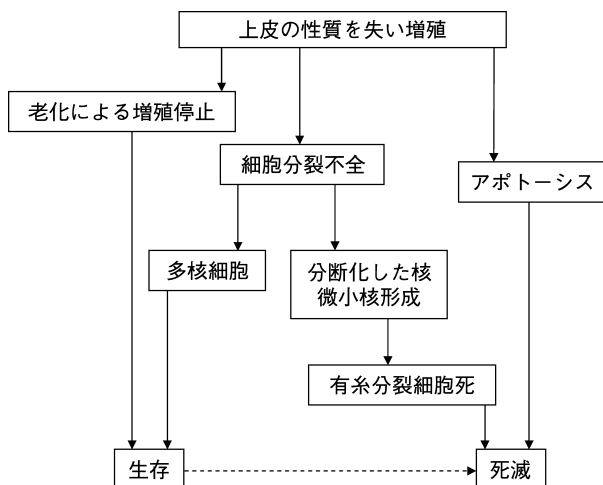 上皮の性質を失い増殖
老化による増殖停止
細胞分裂不全
アポトーシス
多核細胞
分断化した核
微小核形成
有糸分裂細胞死
生存
死滅